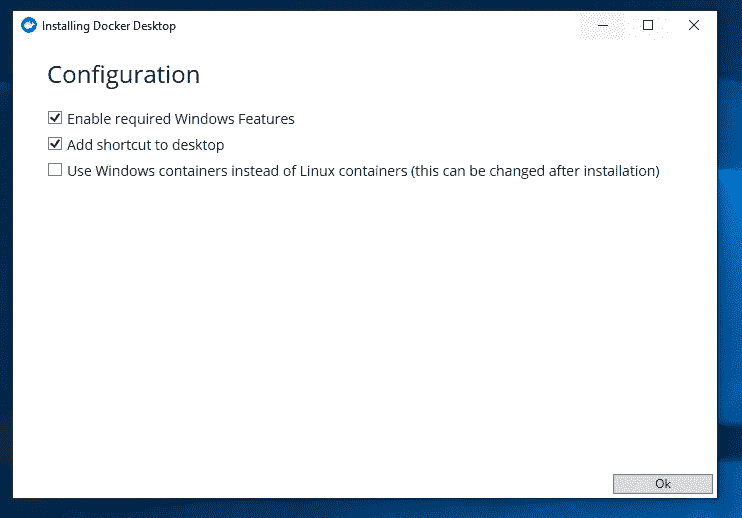 Installing Docker Desktop
Configuration
Enable required Windows Features
Add shortcut to desktop
Use Windows containers instead of Linux containers (this can be changed after installation)
Ok